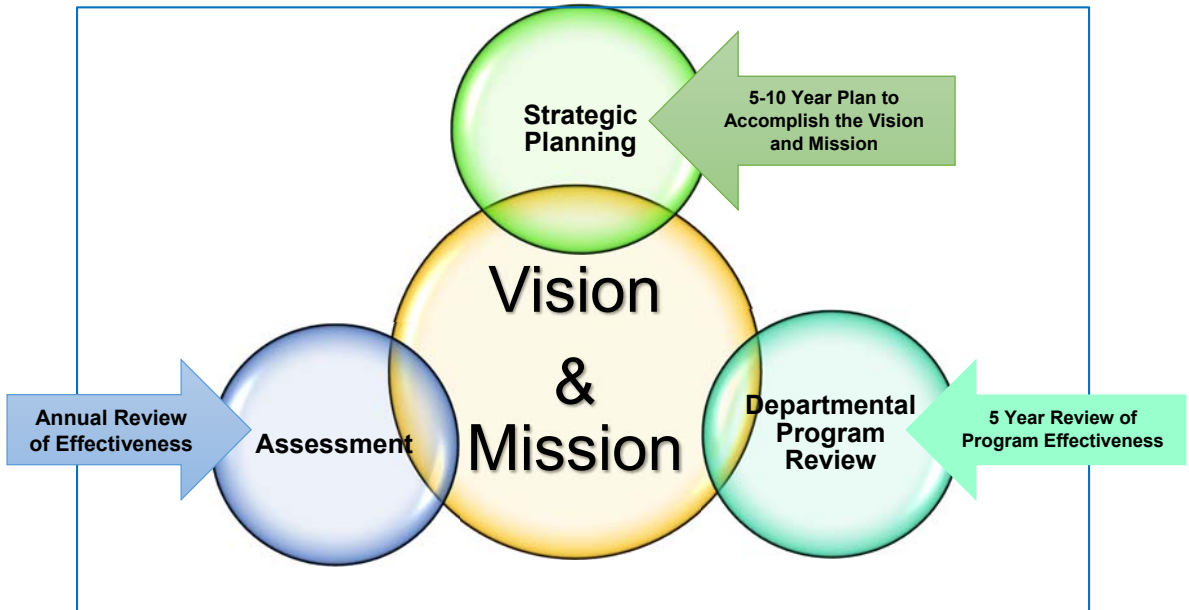 Strategic
Planning
5-10 Year Plan to
Accomplish the Vision
and Mission
Vision
&
Mission
Annual Review
of Effectiveness
Assessment
Departmental
Program
Review
5 Year Review of
Program Effectiveness